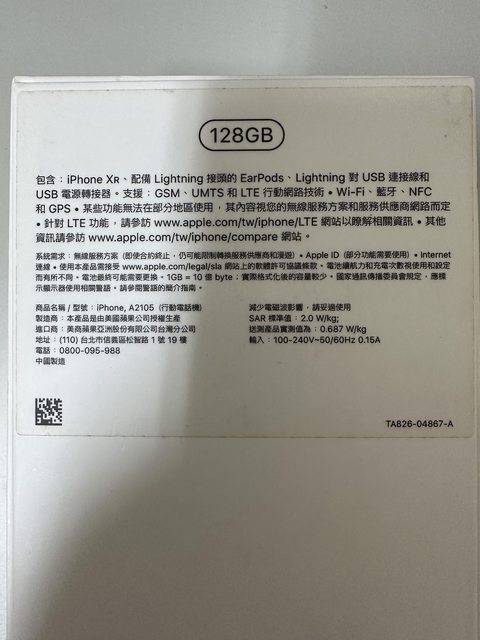 128GB
包含：iPhone XR、配備 Lightning 接頭的 EarPods、Lightning 對 USB 連接線和
USB 電源轉接器。支援：GSM、UMTS 和 LTE 行動網路技術 • Wi-Fi、藍牙、NFC
和 GPS • 某些功能無法在部分地區使用，其內容視您的無線服務方案和服務供應商網路而定
• 針對 LTE 功能，請參訪 www.apple.com/tw/iphone/LTE 網站以瞭解相關資訊 • 其他
資訊請參訪 www.apple.com/tw/iphone/compare 網站。
系統需求：無線服務方案（即使合約終止，仍可能限制轉換服務供應商和漫遊）• Apple ID（部分功能需要使用）• Internet
連線 • 使用本產品需接受 www.apple.com/legal/sla 網站上的軟體許可協議條款。電池續航力和充電次數視使用和設定
而有所不同。電池最終可能需要更換。1GB = 10 億 byte；實際格式化後的容量較少。國家通訊傳播委員會規定，應標
示顯示器使用相關警語。請參閱警語的簡介指南。
商品名稱 / 型號：iPhone, A2105（行動電話機）
製造商：本產品是由美國蘋果公司授權生產
進口商：美商蘋果亞洲股份有限公司台灣分公司
地址：(110) 台北市信義區松智路 1 號 19 樓
電話：0800-095-988
中國製造
減少電磁波影響，請妥適使用
SAR 標準值：2.0 W/kg;
送測產品實測值為：0.687 W/kg
輸入：100-240V~50/60Hz 0.15A
TA826-04867-A